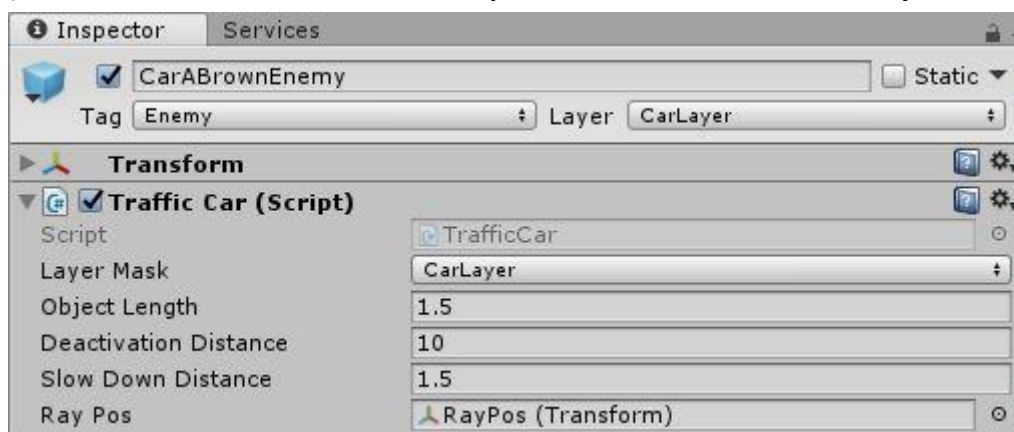 Inspector Services
CarABrownEnemy Static
Tag Enemy Layer CarLayer
Transform
Traffic Car (Script)
Script TrafficCar
Layer Mask CarLayer
Object Length 1.5
Deactivation Distance 10
Slow Down Distance 1.5
Ray Pos RayPos (Transform)